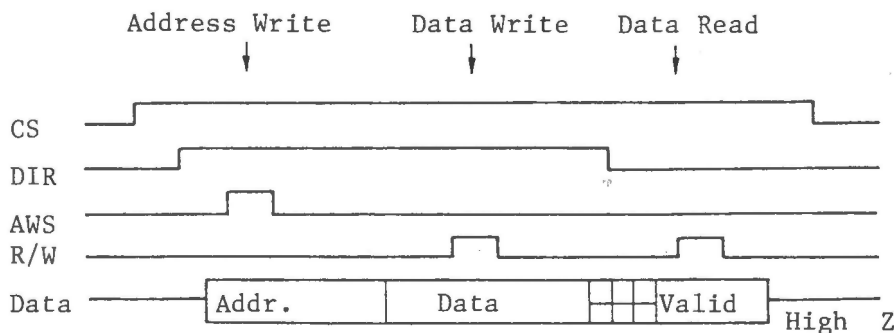 Address Write Data Write Data Read
CS
DIR
AWS
R/W
Data Addr. Data Valid
High Z